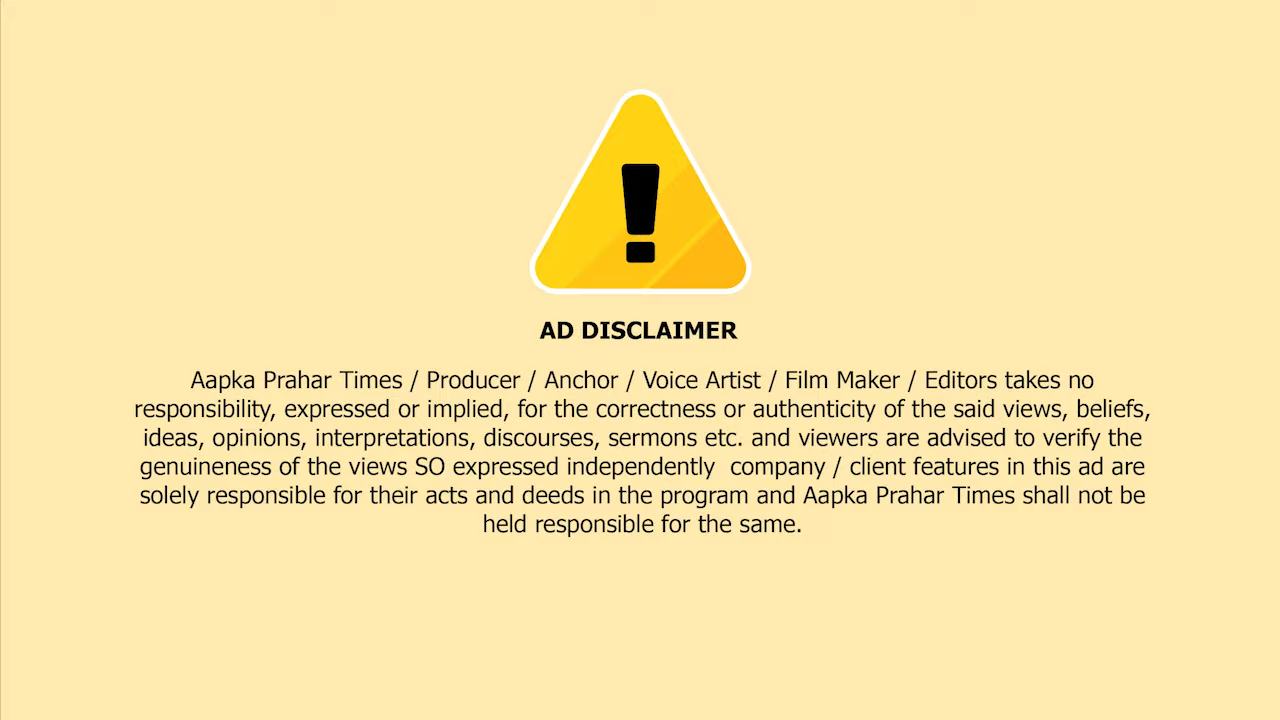 AD DISCLAIMER
Aapka Prahar Times / Producer / Anchor / Voice Artist / Film Maker / Editors takes no
responsibility, expressed or implied, for the correctness or authenticity of the said views, beliefs,
ideas, opinions, interpretations, discourses, sermons etc. and viewers are advised to verify the
genuineness of the views SO expressed independently  company / client features in this ad are
solely responsible for their acts and deeds in the program and Aapka Prahar Times shall not be
held responsible for the same.